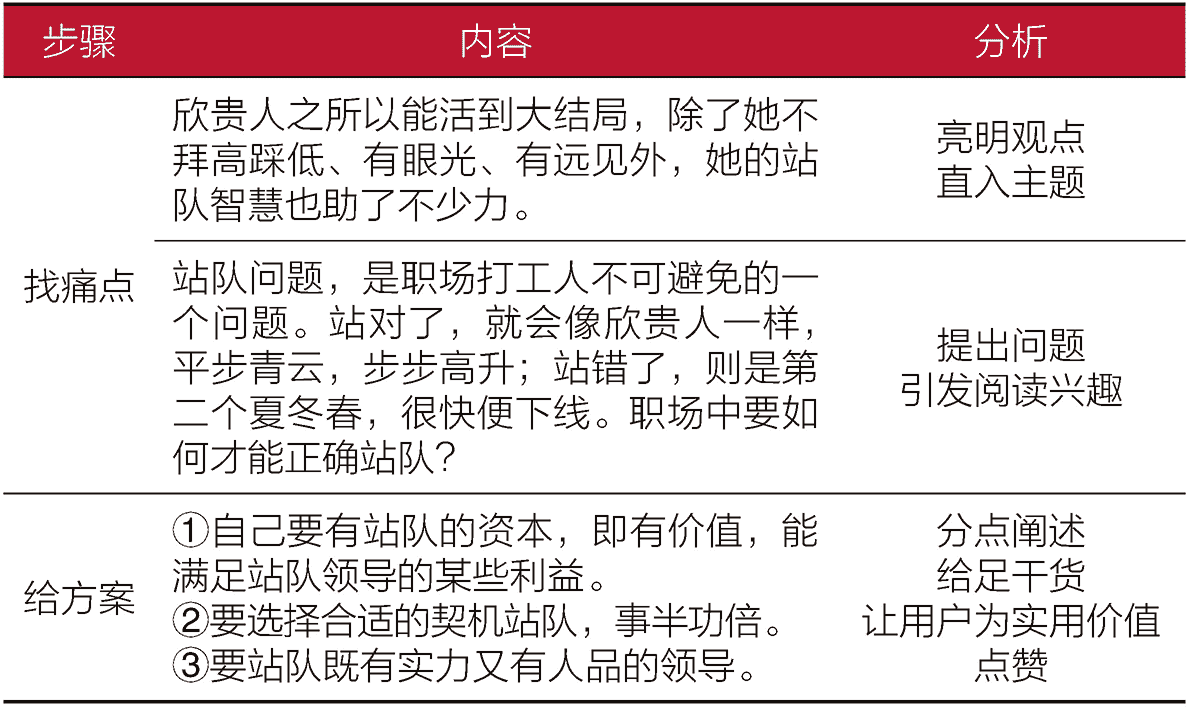 步骤 内容 分析
欣贵人之所以能活到大结局，除了她不
拜高踩低、有眼光、有远见外，她的站
队智慧也助了不少力。
亮明观点
直入主题
找痛点
站队问题，是职场打工人不可避免的一
个问题。站对了，就会像欣贵人一样，
平步青云，步步高升；站错了，则是第
二个夏冬春，很快便下线。职场中要如
何才能正确站队？
提出问题
引发阅读兴趣
给方案
①自己要有站队的资本，即有价值，能
满足站队领导的某些利益。
②要选择合适的契机站队，事半功倍。
③要站队既有实力又有人品的领导。
分点阐述
给足干货
让用户为实用价值
点赞